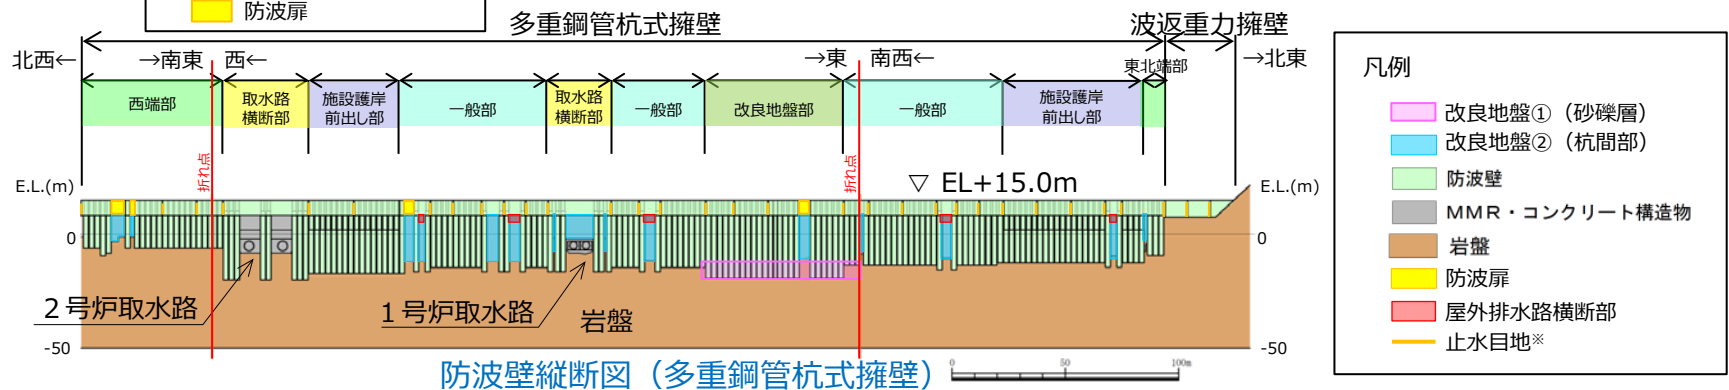 防波扉
多重鋼管杭式擁壁
波返重力擁壁
北西←
→南東
西←
→東
南西←
→北東
西端部
取水路
横断部
施設護岸
前出し部
一般部
取水路
横断部
一般部
改良地盤部
一般部
施設護岸
前出し部
東北端部
折れ点
折れ点
E.L.(m)
▽ EL+15.0m
E.L.(m)
0
0
2号炉取水路
1号炉取水路
岩盤
-50
-50
防波壁縦断図（多重鋼管杭式擁壁）
0
50
100m
凡例
改良地盤①（砂礫層）
改良地盤②（杭間部）
防波壁
MMR・コンクリート構造物
岩盤
防波扉
屋外排水路横断部
止水目地※